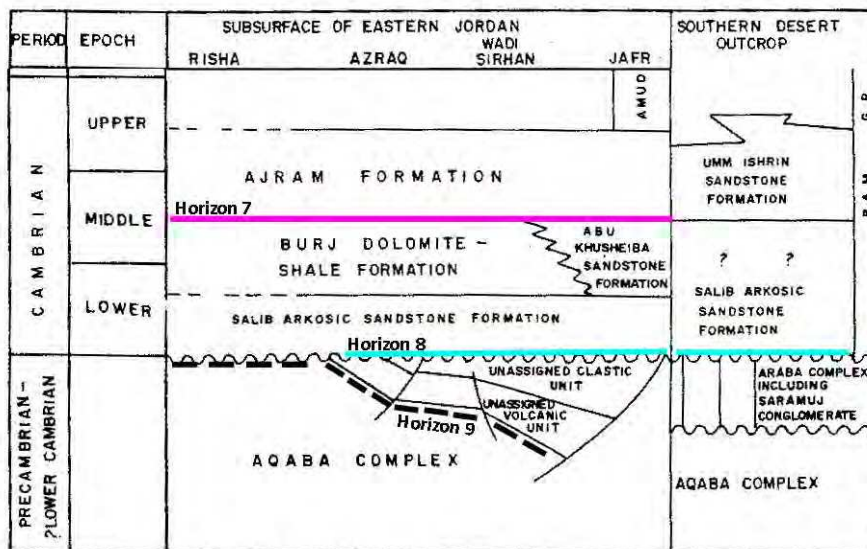 PERIOD
EPOCH
SUBSURFACE OF EASTERN JORDAN
RISHA
AZRAQ
WADI
SIRHAN
JAFR
SOUTHERN DESERT
OUTCROP
CAMBRIAN
UPPER
MIDDLE
LOWER
AMUD
AJRAM FORMATION
Horizon 7
BURJ DOLOMITE –
SHALE FORMATION
ABU
KHUSHEIBA
SANDSTONE
FORMATION
SALIB ARKOSIC SANDSTONE FORMATION
Horizon 8
UMM ISHRIN
SANDSTONE
FORMATION
? ?
SALIB ARKOSIC
SANDSTONE
FORMATION
PRECAMBRIAN –
?LOWER CAMBRIAN
UNASSIGNED CLASTIC
UNIT
UNASSIGNED
VOLCANIC
UNIT
Horizon 9
AQABA COMPLEX
ARABA COMPLEX
INCLUDING
SARAMUJ
CONGLOMERATE
AQABA COMPLEX